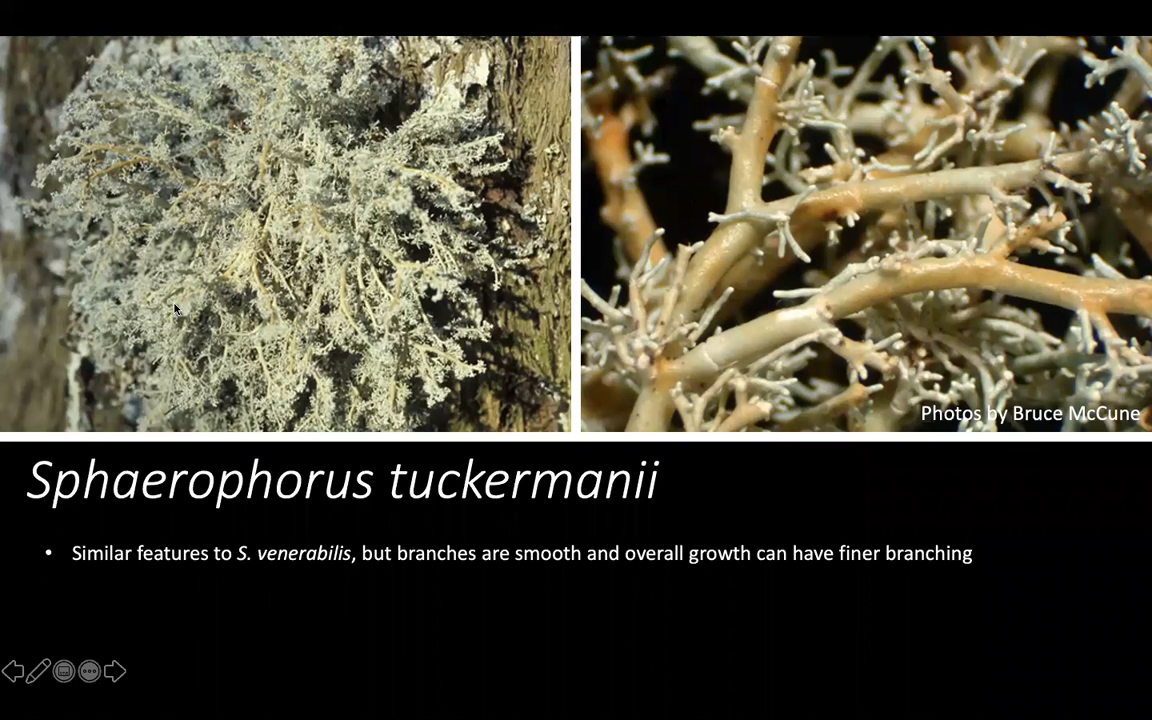 Photos by Bruce McCune
Sphaerophorus tuckermanii
• Similar features to S. venerabilis, but branches are smooth and overall growth can have finer branching